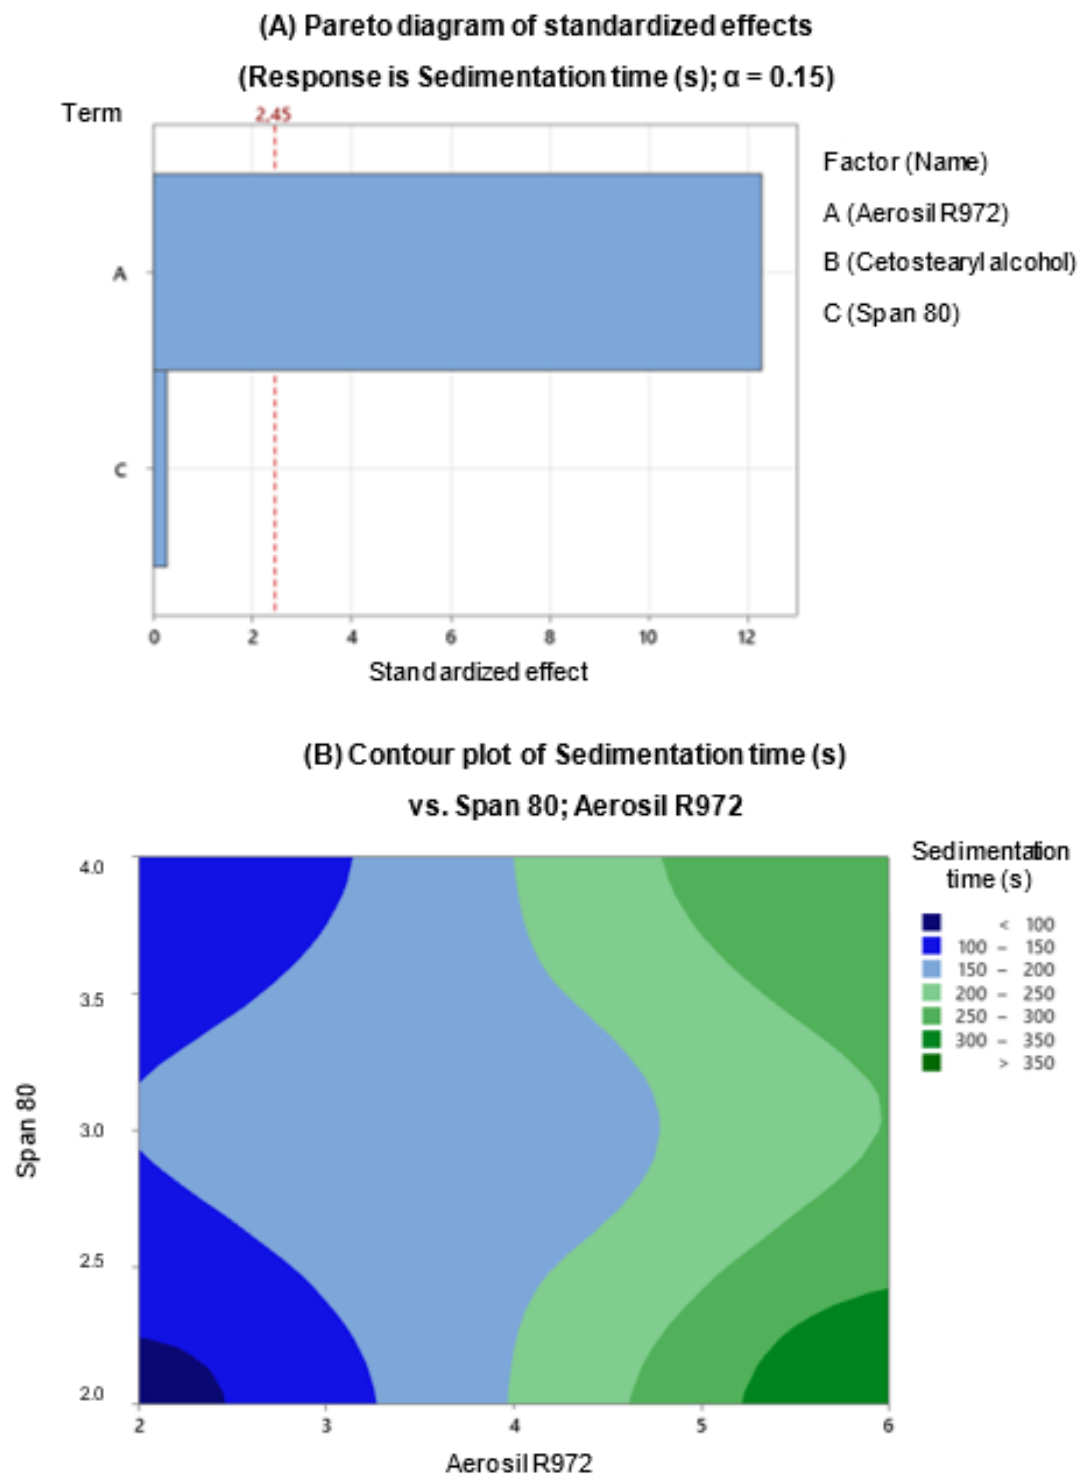 (A) Pareto diagram of standardized effects
(Response is Sedimentation time (s); α = 0.15)
Term
2,45
A
C
0 2 4 6 8 10 12
Standardized effect
Factor (Name)
A (Aerosil R972)
B (Cetostearyl alcohol)
C (Span 80)
(B) Contour plot of Sedimentation time (s)
vs. Span 80; Aerosil R972
Span 80
4.0
3.5
3.0
2.5
2.0
2 3 4 5 6
Aerosil R972
Sedimentation
time (s)
< 100
100 – 150
150 – 200
200 – 250
250 – 300
300 – 350
> 350